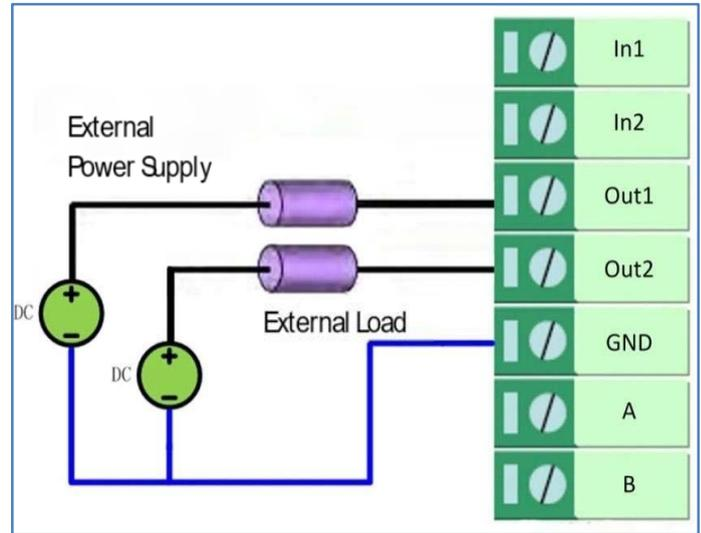 In1
In2
External
Power Supply
Out1
Out2
DC
External Load
GND
DC
A
B